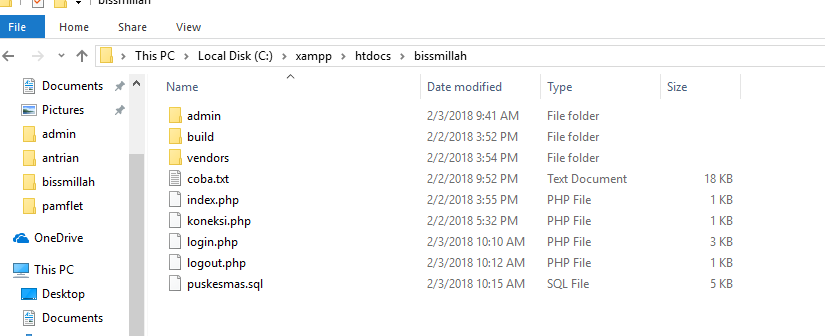 bissmillah
File Home Share View
This PC Local Disk (C:) xampp htdocs bissmillah
Documents
Pictures
admin
antrian
bissmillah
pamflet
OneDrive
This PC
Desktop
Documents
Name Date modified Type Size
admin 2/3/2018 9:41 AM File folder
build 2/2/2018 3:52 PM File folder
vendors 2/2/2018 3:54 PM File folder
coba.txt 2/2/2018 9:52 PM Text Document 18 KB
index.php 2/2/2018 3:55 PM PHP File 1 KB
koneksi.php 2/2/2018 5:32 PM PHP File 1 KB
login.php 2/3/2018 10:10 AM PHP File 3 KB
logout.php 2/3/2018 10:12 AM PHP File 1 KB
puskesmas.sql 2/3/2018 10:15 AM SQL File 5 KB